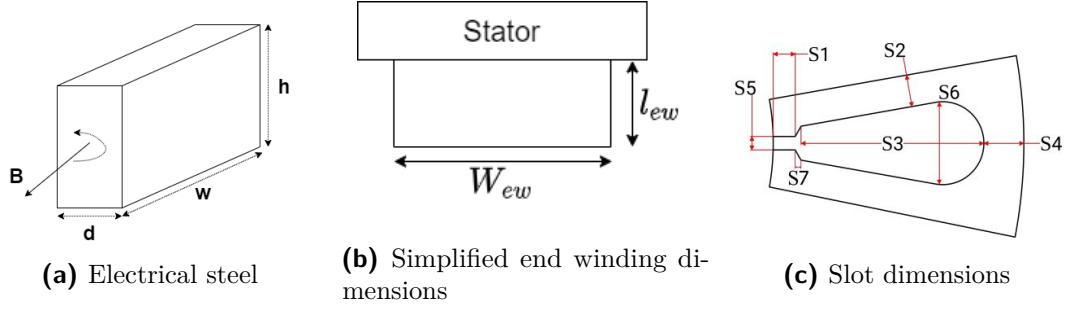 h
B
w
d
(a) Electrical steel
Stator
l_ew
W_ew
(b) Simplified end winding di-
mensions
S1
S2
S5
S6
S3
S4
S7
(c) Slot dimensions